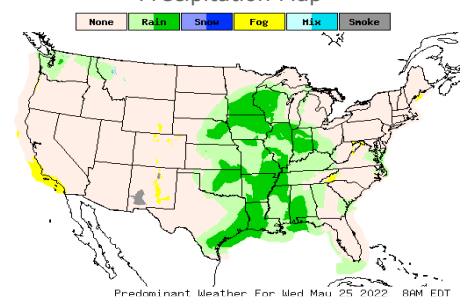 Precipitation Map
None Rain Snow Fog Mix Smoke
Predominant Weather For Wed May 25 2022 8AM EDT